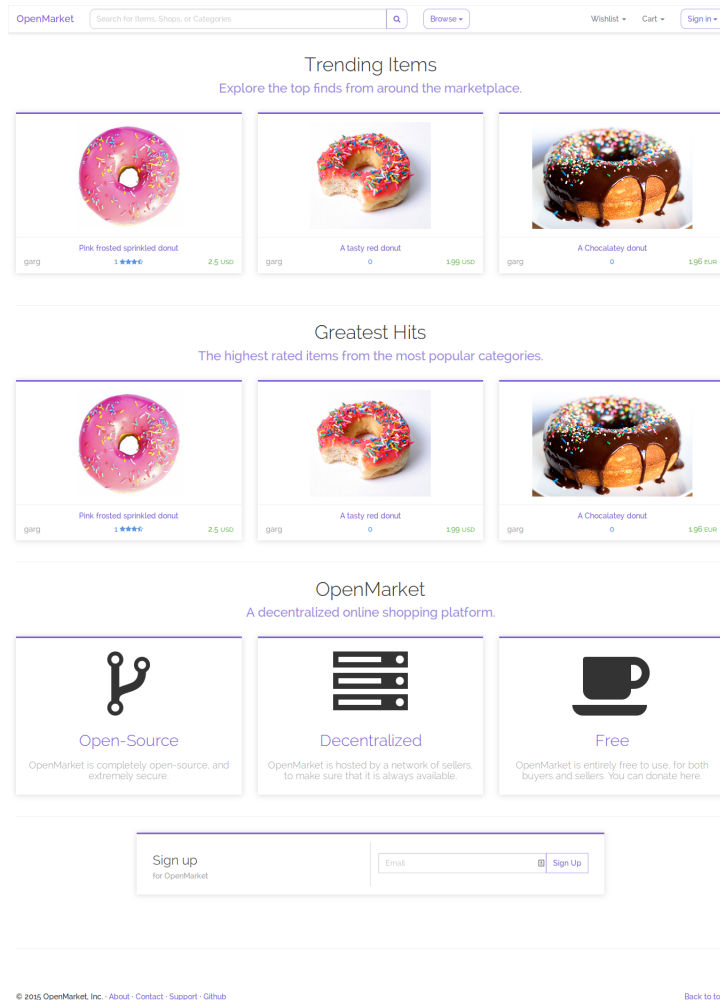 OpenMarket
Search for Items, Shops, or Categories
Browse
Wishlist
Cart
Sign in
Trending Items
Explore the top finds from around the marketplace.
Pink frosted sprinkled donut
garg 1 2.5 USD
A tasty red donut
garg 0 1.99 USD
A Chocalatey donut
garg 0 1.96 EUR
Greatest Hits
The highest rated items from the most popular categories.
Pink frosted sprinkled donut
garg 1 2.5 USD
A tasty red donut
garg 0 1.99 USD
A Chocalatey donut
garg 0 1.96 EUR
OpenMarket
A decentralized online shopping platform.
Open-Source
OpenMarket is completely open-source, and
extremely secure.
Decentralized
OpenMarket is hosted by a network of sellers,
to make sure that it is always available.
Free
OpenMarket is entirely free to use, for both
buyers and sellers. You can donate here.
Sign up
for OpenMarket
Email
Sign Up
© 2015 OpenMarket, Inc. · About · Contact · Support · Github
Back to to